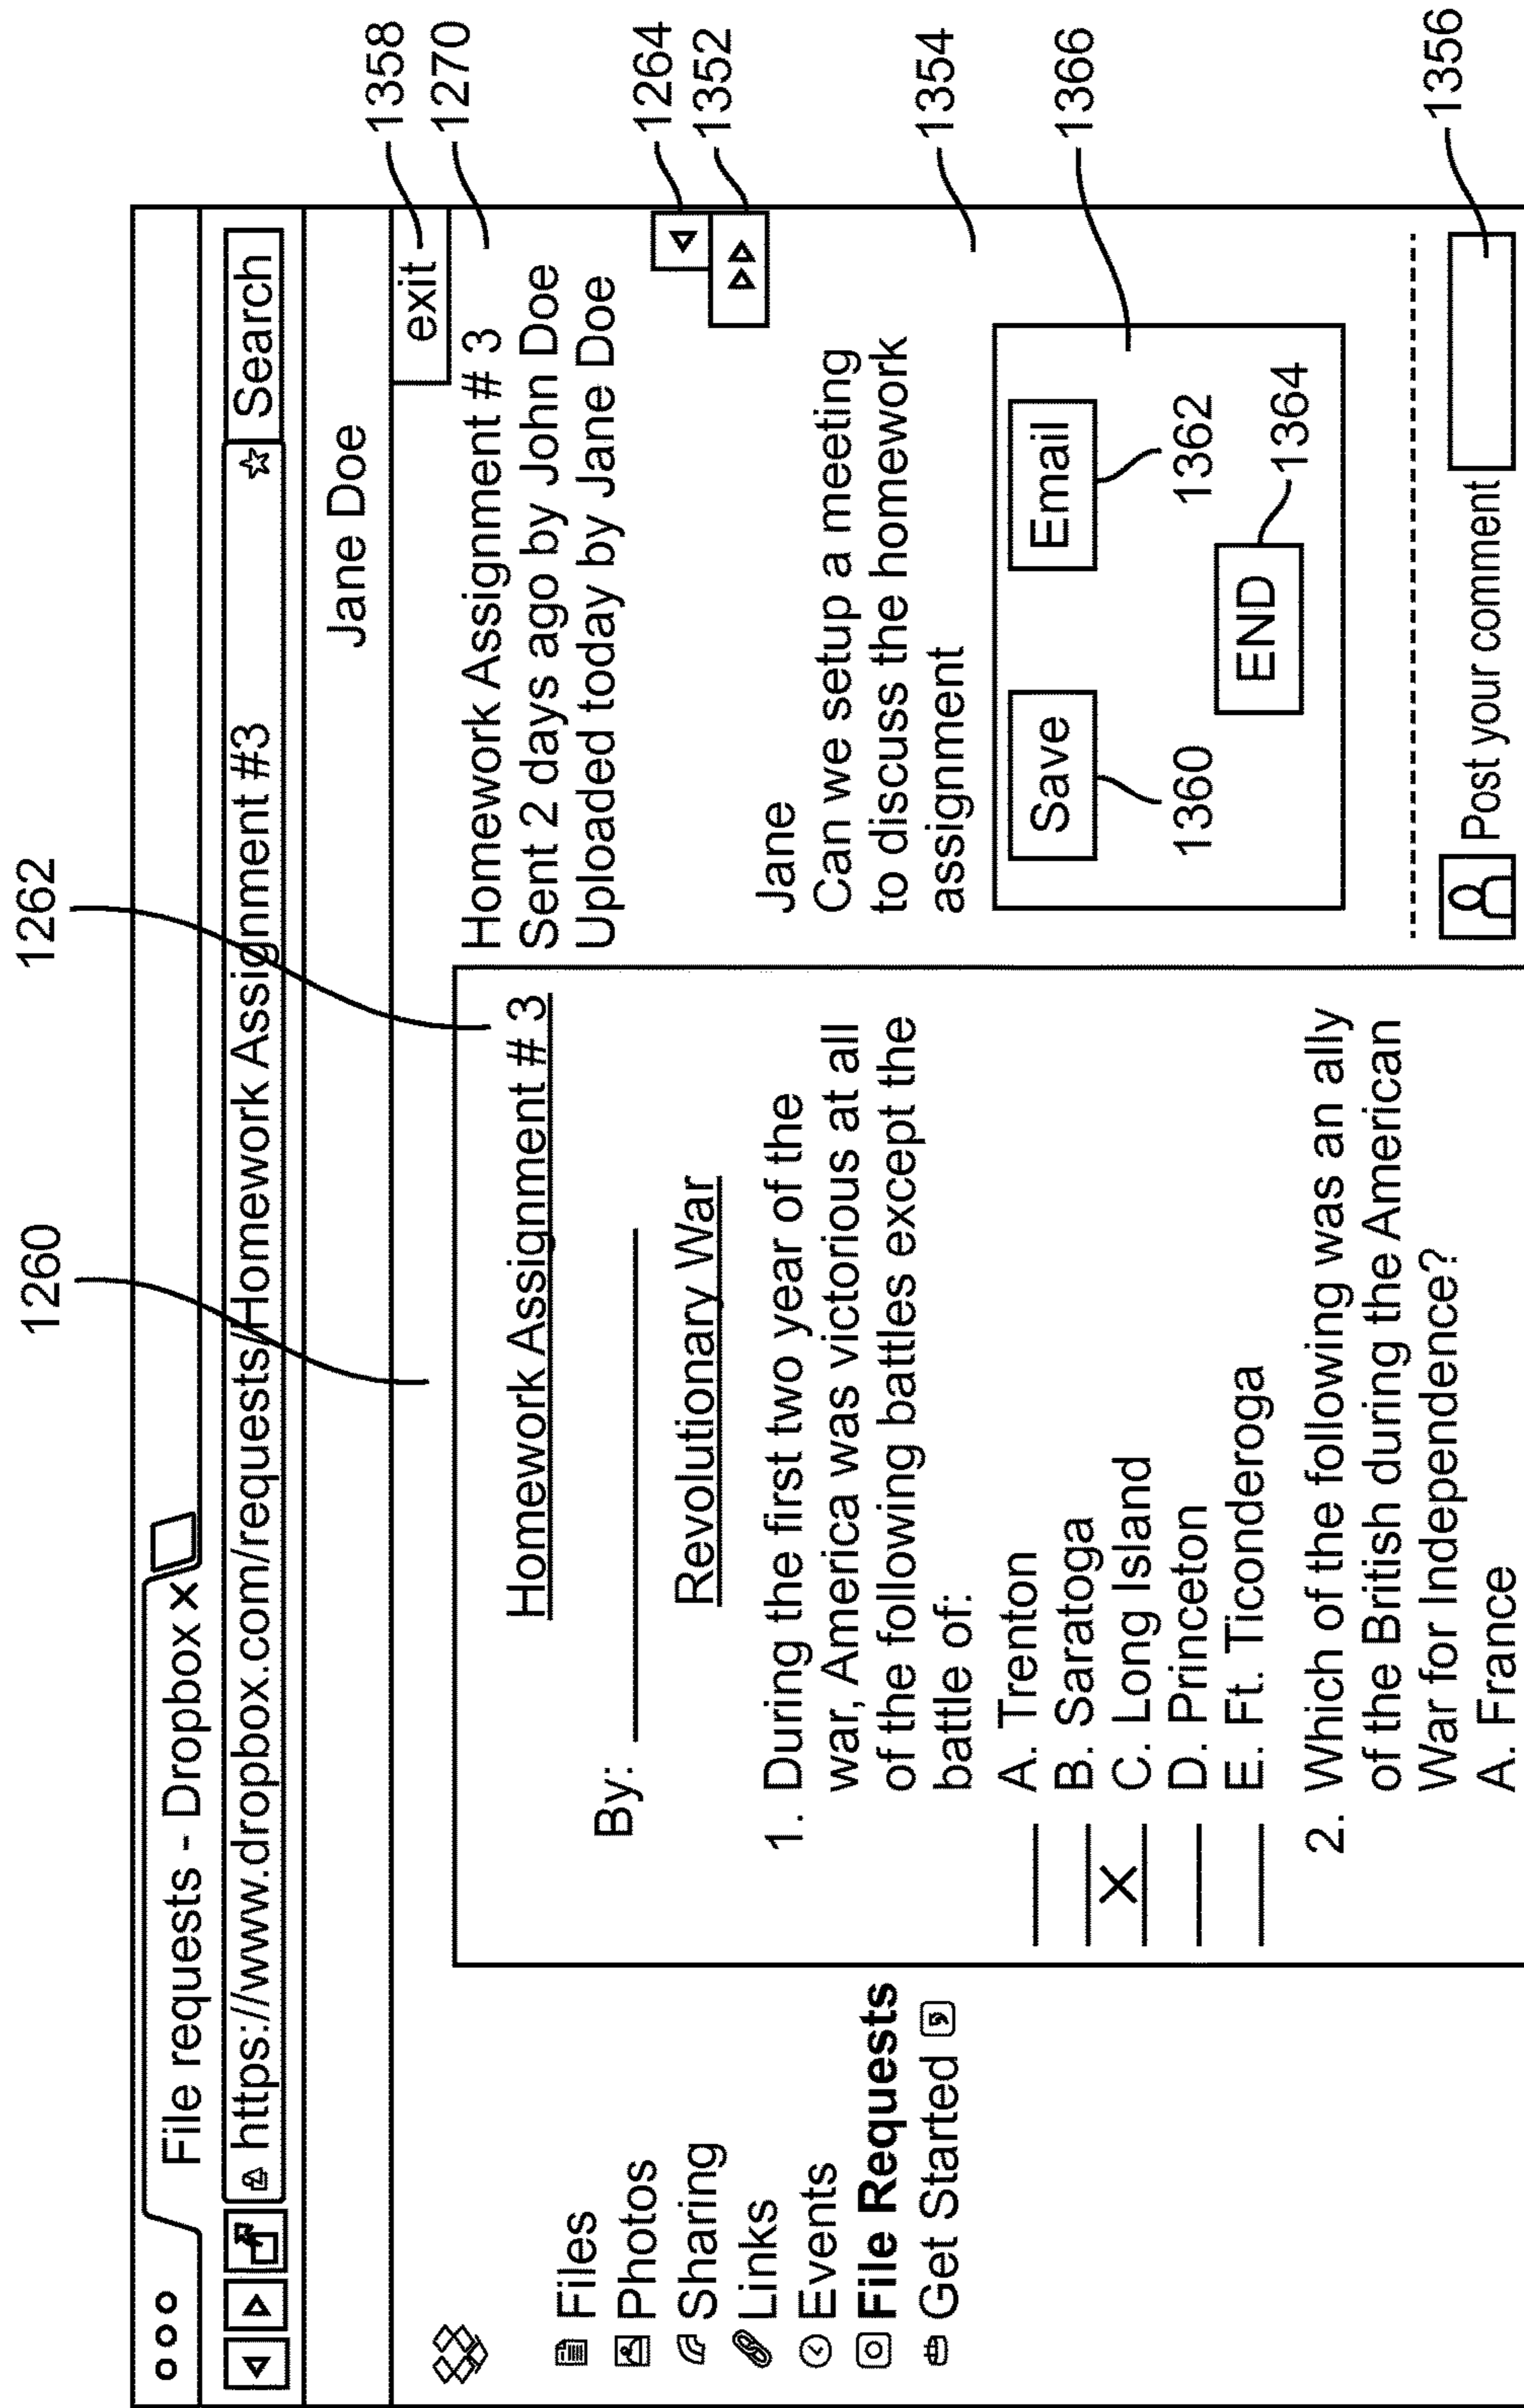 1260
1262
File requests - Dropbox X
https://www.dropbox.com/requests/Homework Assignment #3
Search
Jane Doe
exit
1358
1270
Files
Photos
Sharing
Links
Events
File Requests
Get Started
Homework Assignment # 3
By:
Revolutionary War
1. During the first two year of the
war, America was victorious at all
of the following battles except the
battle of:
A. Trenton
B. Saratoga
X C. Long Island
D. Princeton
E. Ft. Ticonderoga
2. Which of the following was an ally
of the British during the American
War for Independence?
A. France
Homework Assignment # 3
Sent 2 days ago by John Doe
Uploaded today by Jane Doe
1264
1352
Jane
Can we setup a meeting
to discuss the homework
assignment
1354
1366
Save
Email
1360
1362
END
1364
Post your comment
1356